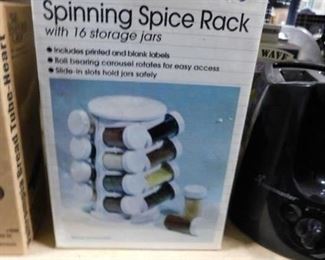 Spinning Spice Rack
with 16 storage jars
• Includes printed and blank labels
• Ball bearing carousel rotates for easy access
• Slide-in slots hold jars safely
Bread Tube-Heart
WAVE